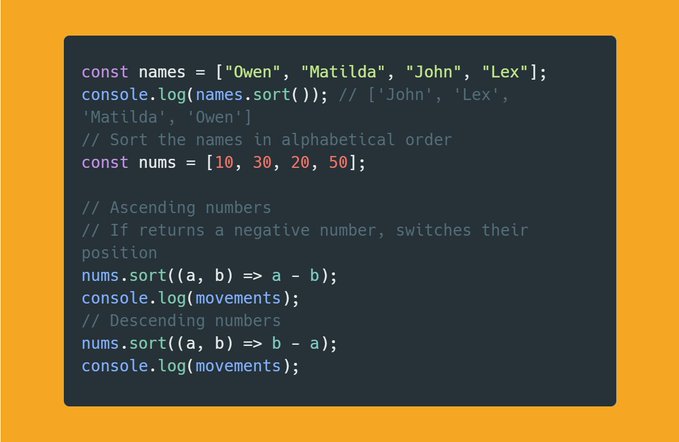 const names = ["Owen", "Matilda", "John", "Lex"];
console.log(names.sort()); // ['John', 'Lex',
'Matilda', 'Owen']
// Sort the names in alphabetical order
const nums = [10, 30, 20, 50];
// Ascending numbers
// If returns a negative number, switches their
position
nums.sort((a, b) => a - b);
console.log(movements);
// Descending numbers
nums.sort((a, b) => b - a);
console.log(movements);